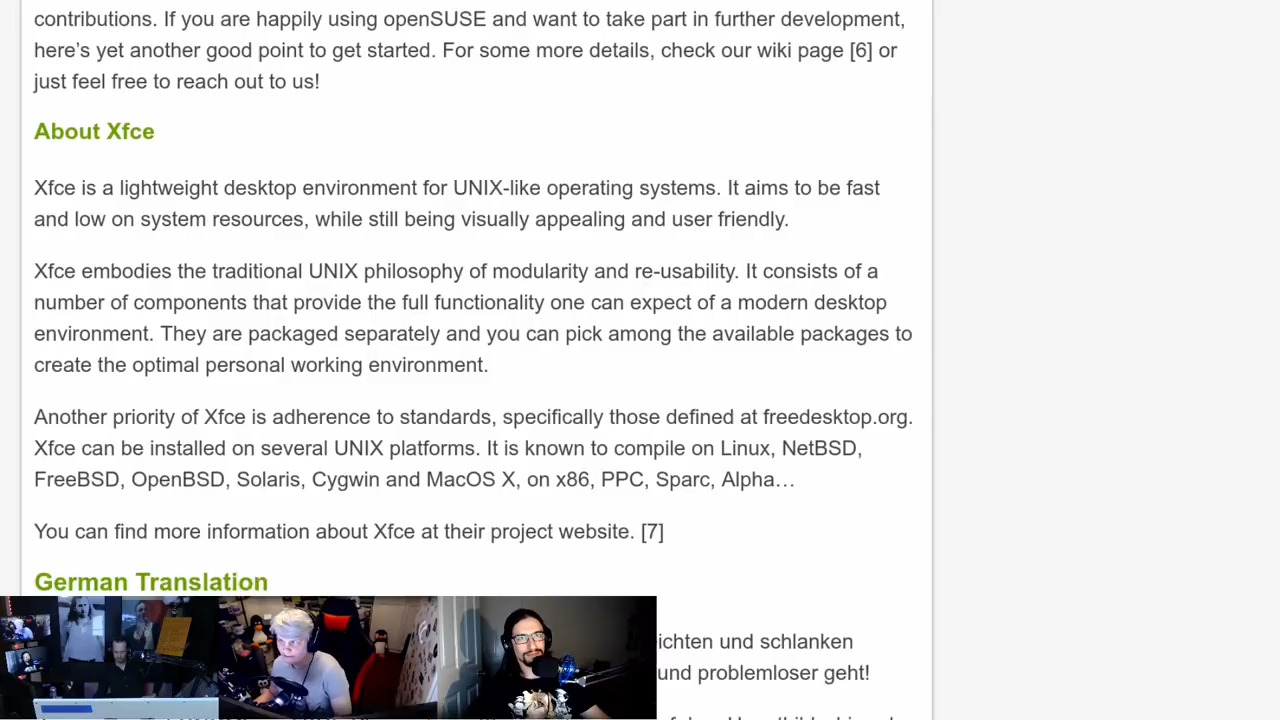 contributions. If you are happily using openSUSE and want to take part in further development,
here’s yet another good point to get started. For some more details, check our wiki page [6] or
just feel free to reach out to us!
About Xfce
Xfce is a lightweight desktop environment for UNIX-like operating systems. It aims to be fast
and low on system resources, while still being visually appealing and user friendly.
Xfce embodies the traditional UNIX philosophy of modularity and re-usability. It consists of a
number of components that provide the full functionality one can expect of a modern desktop
environment. They are packaged separately and you can pick among the available packages to
create the optimal personal working environment.
Another priority of Xfce is adherence to standards, specifically those defined at freedesktop.org.
Xfce can be installed on several UNIX platforms. It is known to compile on Linux, NetBSD,
FreeBSD, OpenBSD, Solaris, Cygwin and MacOS X, on x86, PPC, Sparc, Alpha…
You can find more information about Xfce at their project website. [7]
German Translation
ichten und schlanken
und problemloser geht!